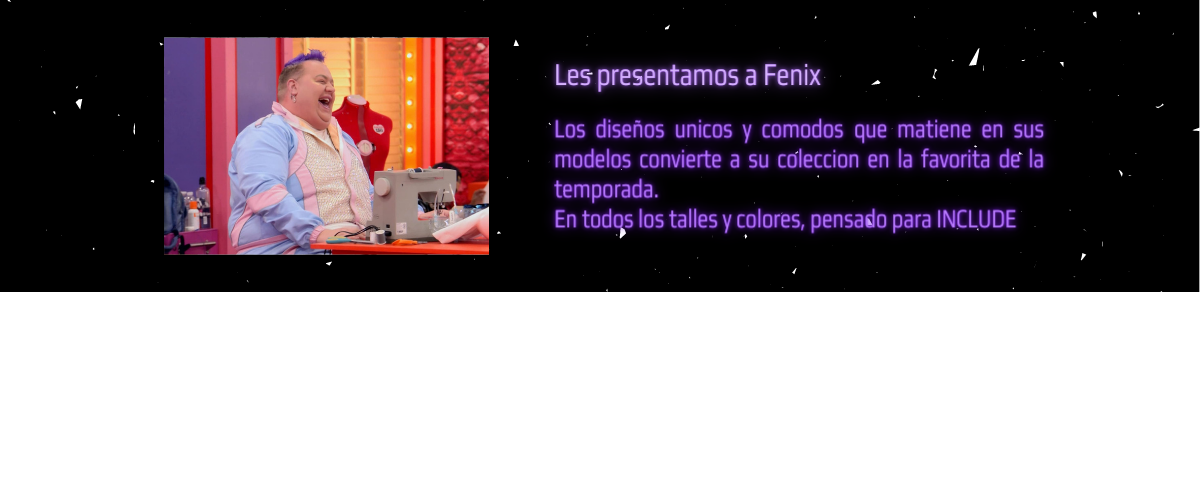 Les presentamos a Fenix
Los diseños unicos y comodos que matiene en sus
modelos convierte a su coleccion en la favorita de la
temporada.
En todos los talles y colores, pensado para INCLUDE